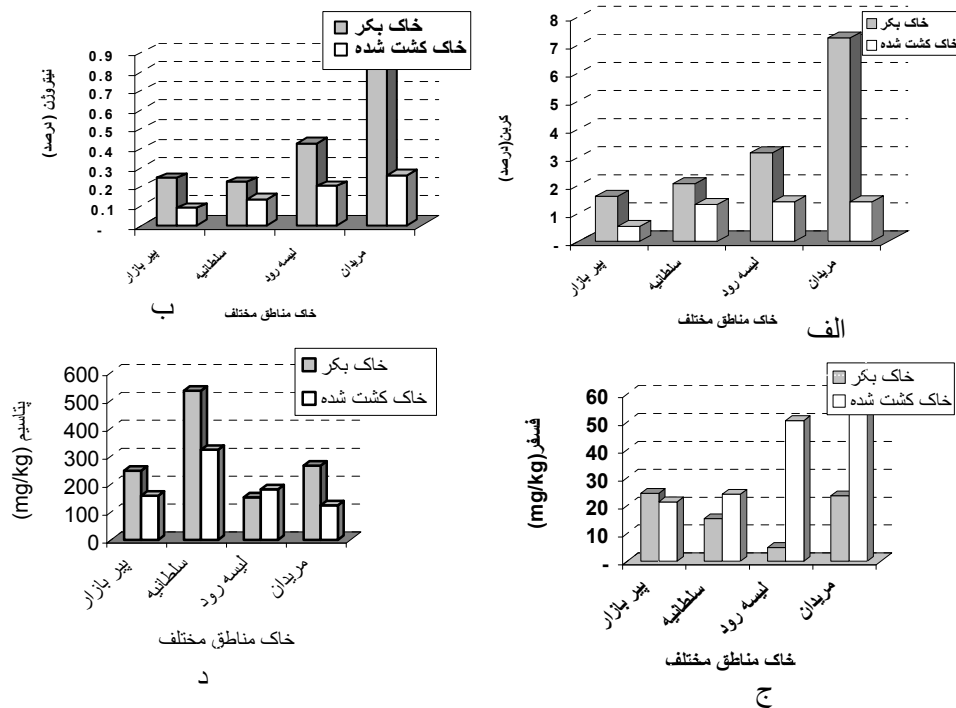 خاک بکر
خاک کشت شده
نیتروژن (درصد)
0.9
0.8
0.7
0.6
0.5
0.4
0.3
0.2
0.1
-
پیر بازار
سلطانیه
لیسه رود
مریدان
خاک مناطق مختلف
ب
خاک بکر
خاک کشت شده
کربن(درصد)
8
7
6
5
4
3
2
1
-
پیر بازار
سلطانیه
لیسه رود
مریدان
خاک مناطق مختلف
الف
خاک بکر
خاک کشت شده
پتاسیم (mg/kg)
600
500
400
300
200
100
0
پیر بازار
سلطانیه
لیسه رود
مریدان
خاک مناطق مختلف
د
خاک بکر
خاک کشت شده
فسفر(mg/kg)
60
50
40
30
20
10
-
پیر بازار
سلطانیه
لیسه رود
مریدان
خاک مناطق مختلف
ج